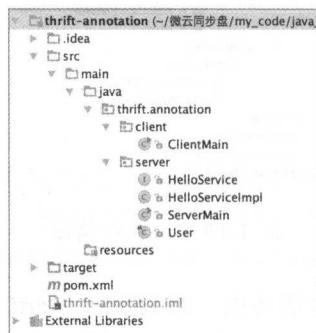 thrift-annotation (~/微云同步盘/my_code/java_
.idea
src
main
java
thrift.annotation
client
ClientMain
server
HelloService
HelloServiceImpl
ServerMain
User
resources
target
pom.xml
thrift-annotation.iml
External Libraries